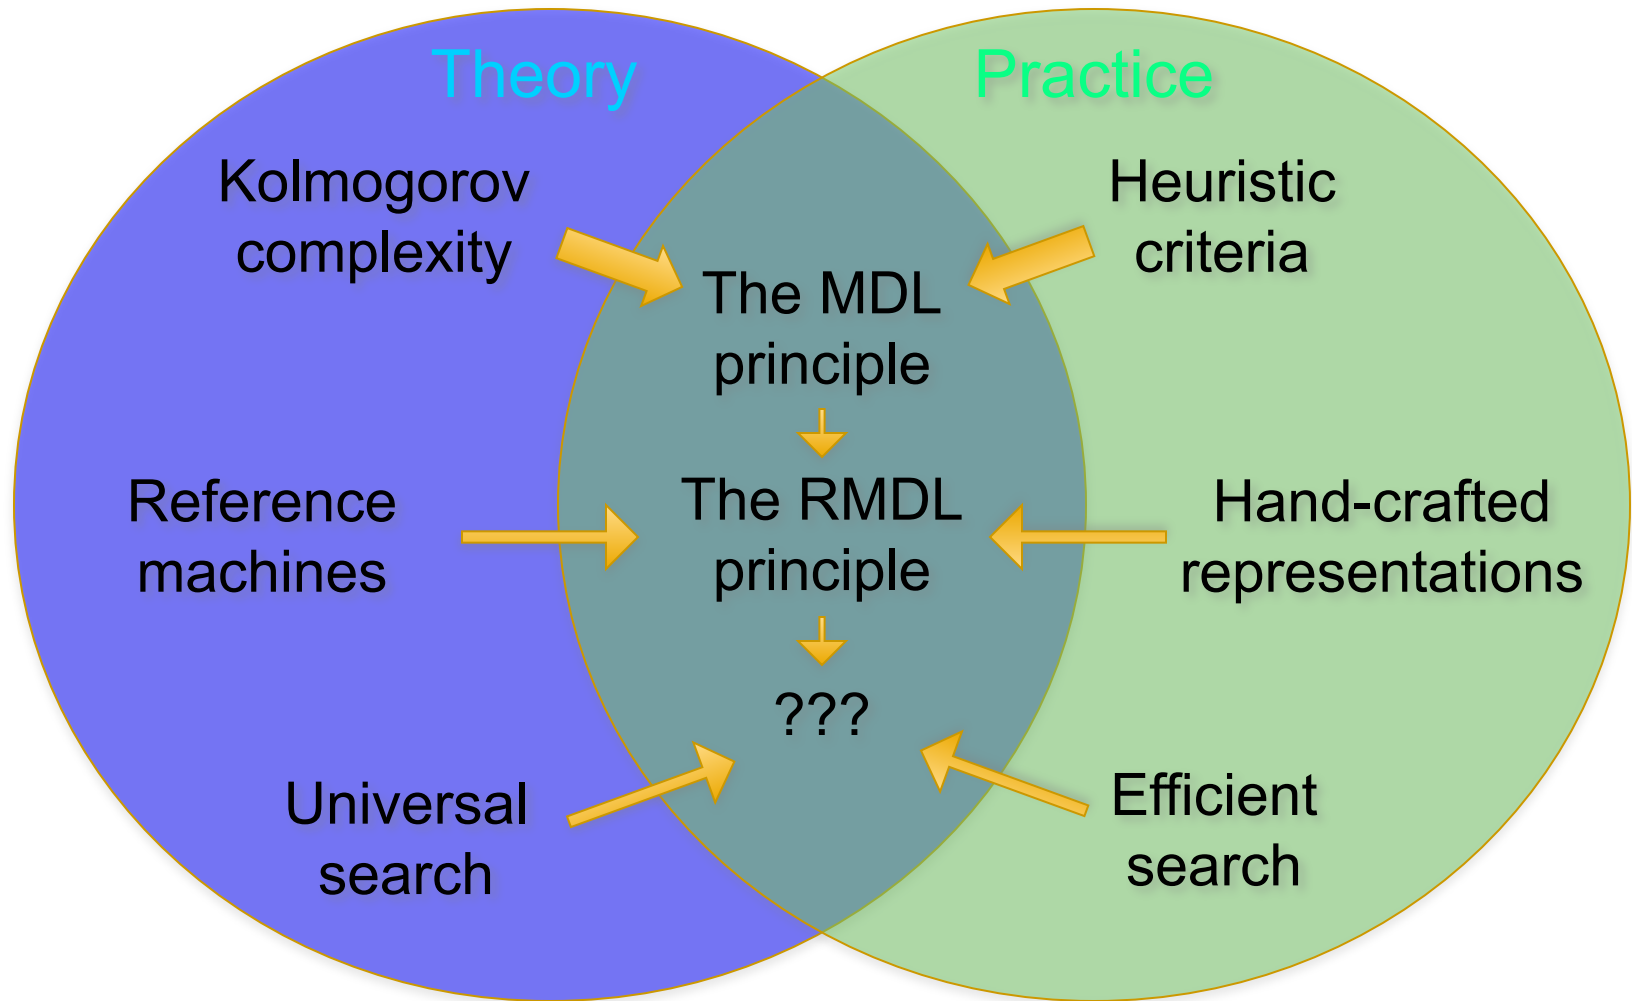 Theory
Practice
Kolmogorov
complexity
Heuristic
criteria
The MDL
principle
Reference
machines
The RMDL
principle
Hand-crafted
representations
???
Universal
search
Efficient
search